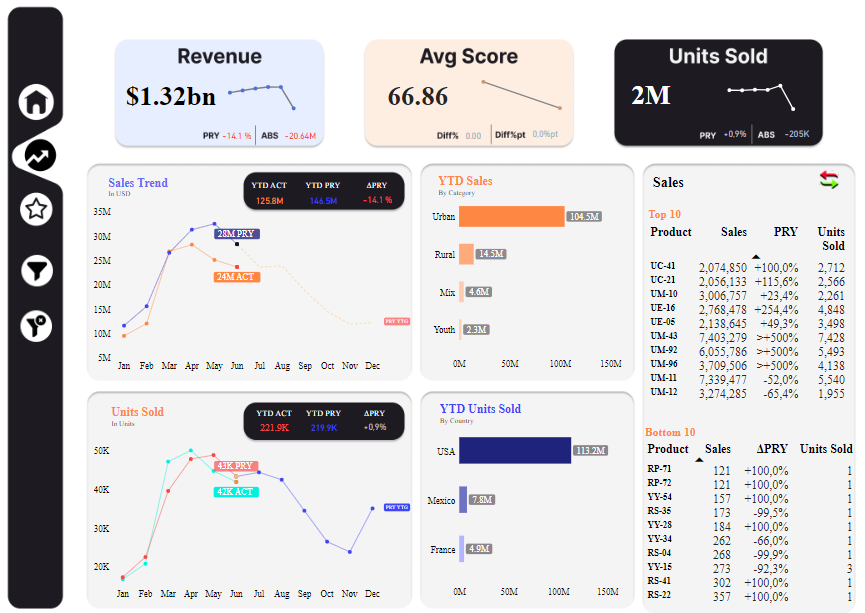 Revenue
$1.32bn
PRY -14.1 % ABS -20.64M
Avg Score
66.86
Diff% 0.00 Diff%pt 0.0%pt
Units Sold
2M
PRY +0.9% ABS -205K
Sales Trend
In USD
YTD ACT YTD PRY ΔPRY
125.8M 146.5M -14.1 %
35M
30M
25M
20M
15M
10M
5M
28M PRY
24M ACT
PRY YTG
Jan Feb Mar Apr May Jun Jul Aug Sep Oct Nov Dec
YTD Sales
By Category
Urban 104.5M
Rural 14.5M
Mix 4.6M
Youth 2.3M
0M 50M 100M 150M
Sales
Top 10
Product Sales PRY Units Sold
UC-41 2,074,850 +100,0% 2,712
UC-21 2,056,133 +115,6% 2,566
UM-10 3,006,757 +23,4% 2,261
UE-16 2,768,478 +254,4% 4,848
UE-05 2,138,645 +49,3% 3,498
UM-43 7,403,279 >+500% 7,428
UM-92 6,055,786 >+500% 5,493
UM-96 3,709,506 >+500% 4,138
UM-11 7,339,477 -52,0% 5,540
UM-12 3,274,285 -65,4% 1,955
Units Sold
In Units
YTD ACT YTD PRY ΔPRY
221.9K 219.9K +0.9%
50K
40K
30K
20K
43K PRY
42K ACT
PRY YTG
Jan Feb Mar Apr May Jun Jul Aug Sep Oct Nov Dec
YTD Units Sold
By Country
USA 113.2M
Mexico 7.8M
France 4.9M
0M 50M 100M 150M
Bottom 10
Product Sales ΔPRY Units Sold
RP-71 121 +100,0% 1
RP-72 121 +100,0% 1
YY-54 157 +100,0% 1
RS-35 173 -99,5% 1
YY-28 184 +100,0% 1
YY-34 262 -66,0% 1
RS-04 268 -99,9% 1
YY-15 273 -92,3% 3
RS-41 302 +100,0% 1
RS-22 357 +100,0% 1